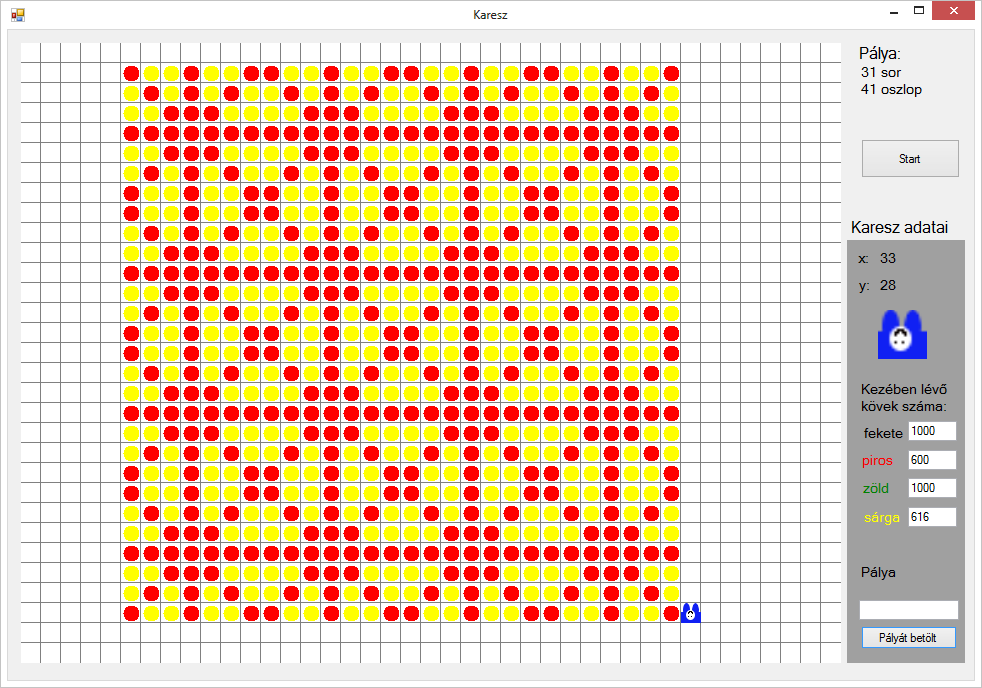 Karesz
Pálya:
31 sor
41 oszlop
Start
Karesz adatai
x: 33
y: 28
Kezében lévő
kövek száma:
fekete 1000
piros 600
zöld 1000
sárga 616
Pálya
Pályát betölt